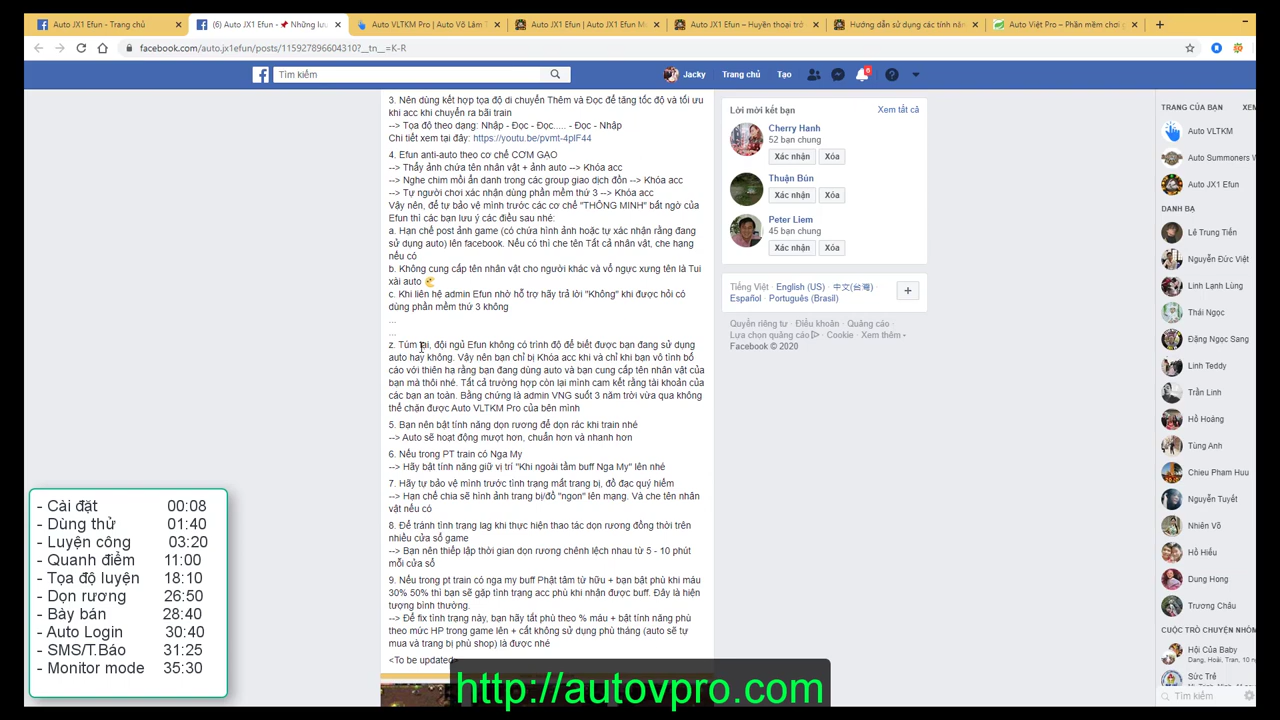 Auto JX1 Efun - Trang chủ
(6) Auto JX1 Efun - 📌 Những lưu
Auto VLTKM Pro | Auto Võ Lâm T
Auto JX1 Efun | Auto Efun M
Auto JX1 Efun – Huyền thoại trở
Hướng dẫn sử dụng các tính năn
Auto Việt Pro – Phần mềm chơi g
facebook.com/auto.jx1efun/posts/115927896604310?__tn__=K-R
Tìm kiếm
Jacky
Trang chủ
Tạo
3. Nên dùng kết hợp tọa độ di chuyển Thêm và Đọc để tăng tốc độ và tối ưu
khi acc khi chuyển ra bãi train
--> Tọa độ theo dạng: Nhập - Đọc - Đọc..... - Đọc - Nhập
Chi tiết xem tại đây: https://youtu.be/pvmt-4pIF44
4. Efun anti-auto theo cơ chế CƠM GẠO
--> Thấy ảnh chứa tên nhân vật + ảnh auto --> Khóa acc
--> Nghe chim mồi ẩn danh trong các group giao dịch đồn --> Khóa acc
--> Tự người chơi xác nhận dùng phần mềm thứ 3 --> Khóa acc
Vậy nên, để tự bảo vệ mình trước các cơ chế "THÔNG MINH" bất ngờ của
Efun thì các bạn lưu ý các điều sau nhé:
a. Hạn chế post ảnh game (có chứa hình ảnh hoặc tự xác nhận rằng đang
sử dụng auto) lên facebook. Nếu có thì che tên Tất cả nhân vật, che hang
nếu có
b. Không cung cấp tên nhân vật cho người khác và vỗ ngực xưng tên là Tui
xài auto
c. Khi liên hệ admin Efun nhờ hỗ trợ hãy trả lời "Không" khi được hỏi có
dùng phần mềm thứ 3 không
...
...
z. Túm lại, đội ngũ Efun không có trình độ để biết được bạn đang sử dụng
auto hay không. Vậy nên bạn chỉ bị Khóa acc khi và chỉ khi bạn vô tình bố
cáo với thiên hạ rằng bạn đang dùng auto và bạn cung cấp tên nhân vật của
bạn mà thôi nhé. Tất cả trường hợp còn lại mình cam kết rằng tài khoản của
các bạn an toàn. Bằng chứng là admin VNG suốt 3 năm trời vừa qua không
thể chặn được Auto VLTKM Pro của bên mình
5. Bạn nên bật tính năng dọn rương để dọn rác khi train nhé
--> Auto sẽ hoạt động mượt hơn, chuẩn hơn và nhanh hơn
6. Nếu trong PT train có Nga My
--> Hãy bật tính năng giữ vị trí "Khi ngoài tầm buff Nga My" lên nhé
7. Hãy tự bảo vệ mình trước tình trạng mất trang bị, đồ đạc quý hiếm
--> Hạn chế chia sẽ hình ảnh trang bị/đồ "ngon" lên mạng. Và che tên nhân
vật nếu có
8. Để tránh tình trạng lag khi thực hiện thao tác dọn rương đồng thời trên
nhiều cửa sổ game
--> Bạn nên thiếp lập thời gian dọn rương chênh lệch nhau từ 5 - 10 phút
mỗi cửa sổ
9. Nếu trong pt train có nga my buff Phật tâm từ hữu + bạn bật phù khi máu
30% 50% thì bạn sẽ gặp tình trạng acc phù khi nhận được buff. Đây là hiện
tượng bình thường.
--> Để fix tình trạng này, bạn hãy tắt phù theo % máu + bật tính năng phù
theo mức HP trong game lên + cất không sử dụng phù tháng (auto sẽ tự
mua và trang bị phù shop) là được nhé
<To be updated>
Lời mời kết bạn
Xem tất cả
Cherry Hanh
52 bạn chung
Xác nhận
Xóa
Thuận Bún
Xác nhận
Xóa
Peter Liem
45 bạn chung
Xác nhận
Xóa
Tiếng Việt · English (US) · 中文(台灣) ·
Español · Português (Brasil)
Quyền riêng tư · Điều khoản · Quảng cáo ·
Lựa chọn quảng cáo · Cookie · Xem thêm
Facebook © 2020
TRANG CỦA BẠN
XEM
Auto VLTKM
Auto Summoners W
Auto JX1 Efun
DANH BẠ
Lê Trung Tiến
Nguyễn Đức Việt
Linh Lạnh Lùng
Thái Ngọc
Đặng Ngọc Sang
Linh Teddy
Trần Linh
Hồ Hoáng
Tùng Anh
Chieu Pham Huu
Nguyễn Tuyết
Nhiên Võ
Hồ Hiếu
Dung Hong
Trương Châu
CUỘC TRÒ CHUYỆN NHÓM
Hội Của Baby
Sức Trẻ
Tìm kiếm
- Cài đặt 00:08
- Dùng thử 01:40
- Luyện công 03:20
- Quanh điểm 11:00
- Tọa độ luyện 18:10
- Dọn rương 26:50
- Bày bán 28:40
- Auto Login 30:40
- SMS/T.Báo 31:25
- Monitor mode 35:30
http://autovpro.com